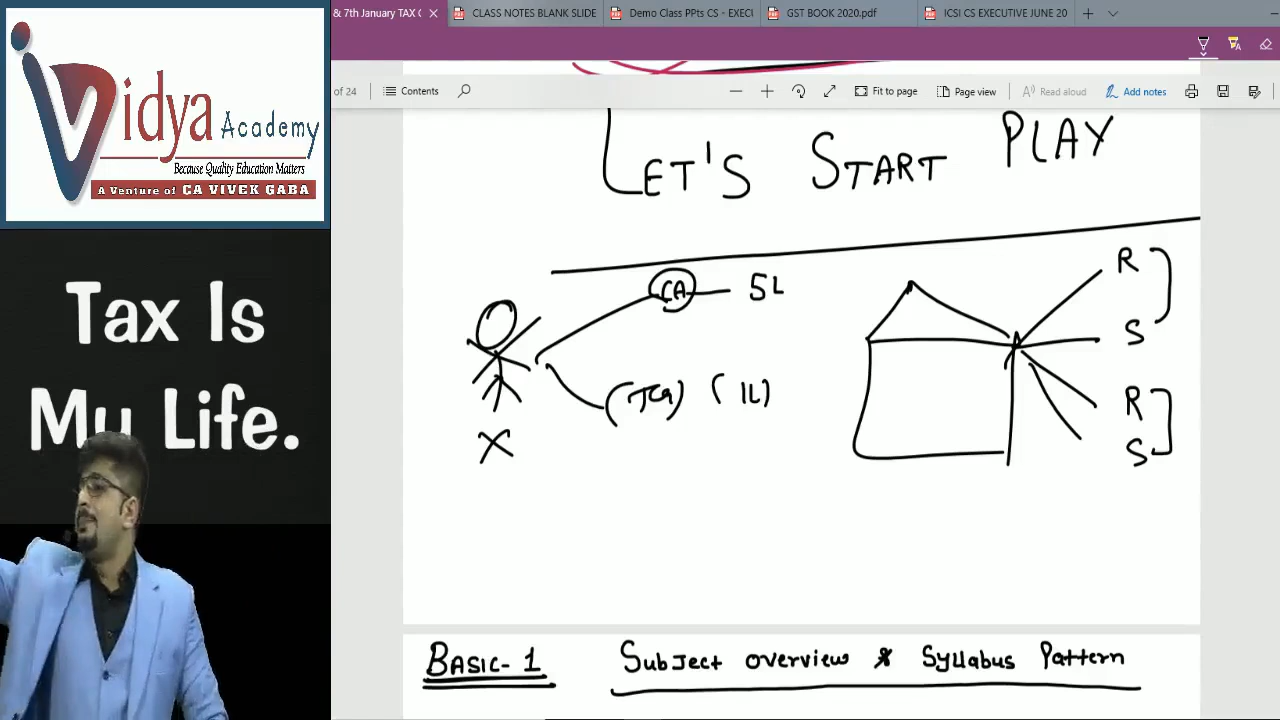 & 7th January TAX C
CLASS NOTES BLANK SLIDE
Demo Class PPts CS - EXECU
GST BOOK 2020.pdf
ICSI CS EXECUTIVE JUNE 20
of 24
Contents
Fit to page
Page view
Read aloud
Add notes
Vidya Academy
Because Quality Education Matters
A Venture of CA VIVEK GABA
Tax Is
My Life.
LET'S START PLAY
CA 5L
( 1L)
X
R
S
R
S
BASIC-1 Subject overview & Syllabus Pattern